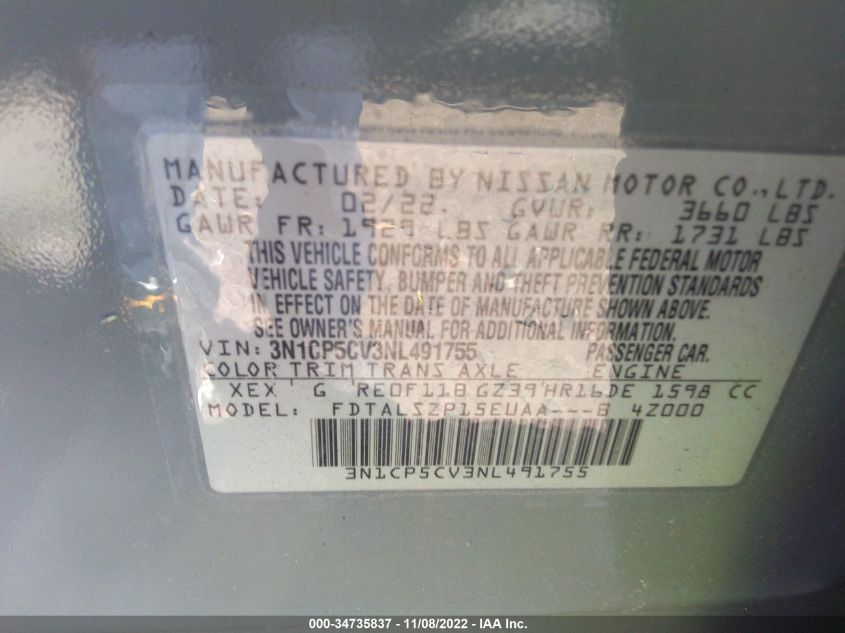 MANUFACTURED BY NISSAN MOTOR CO., LTD.
DATE: 02/22. GVWR: 3660 LBS
GAWR FR: 1929 LBS GAWR RR: 1731 LBS
THIS VEHICLE CONFORMS TO ALL APPLICABLE FEDERAL MOTOR
VEHICLE SAFETY, BUMPER AND THEFT PREVENTION STANDARDS
IN EFFECT ON THE DATE OF MANUFACTURE SHOWN ABOVE.
SEE OWNER'S MANUAL FOR ADDITIONAL INFORMATION.
VIN: 3N1CP5CV3NL491755 PASSENGER CAR.
COLOR TRIM TRANS AXLE ENGINE
XEX G RE0F11B GZ39 HR16DE 1598 CC
MODEL: FDTALSZP15EUAA---B 4Z000
3N1CP5CV3NL491755
000-34735837 - 11/08/2022 - IAA Inc.